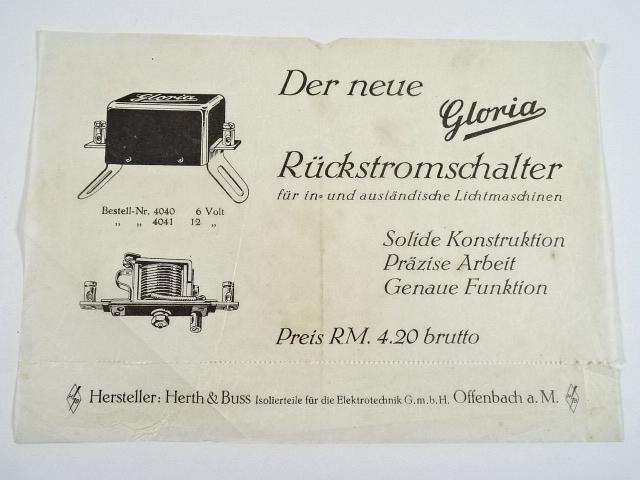 Gloria
Bestell-Nr. 4040 6 Volt
„ „ 4041 12 „
Der neue
Gloria
Rückstromschalter
für in- und ausländische Lichtmaschinen
Solide Konstruktion
Präzise Arbeit
Genaue Funktion
Preis RM. 4.20 brutto
Hersteller: Herth & Buss Isolierteile für die Elektrotechnik G.m.b.H. Offenbach a. M.